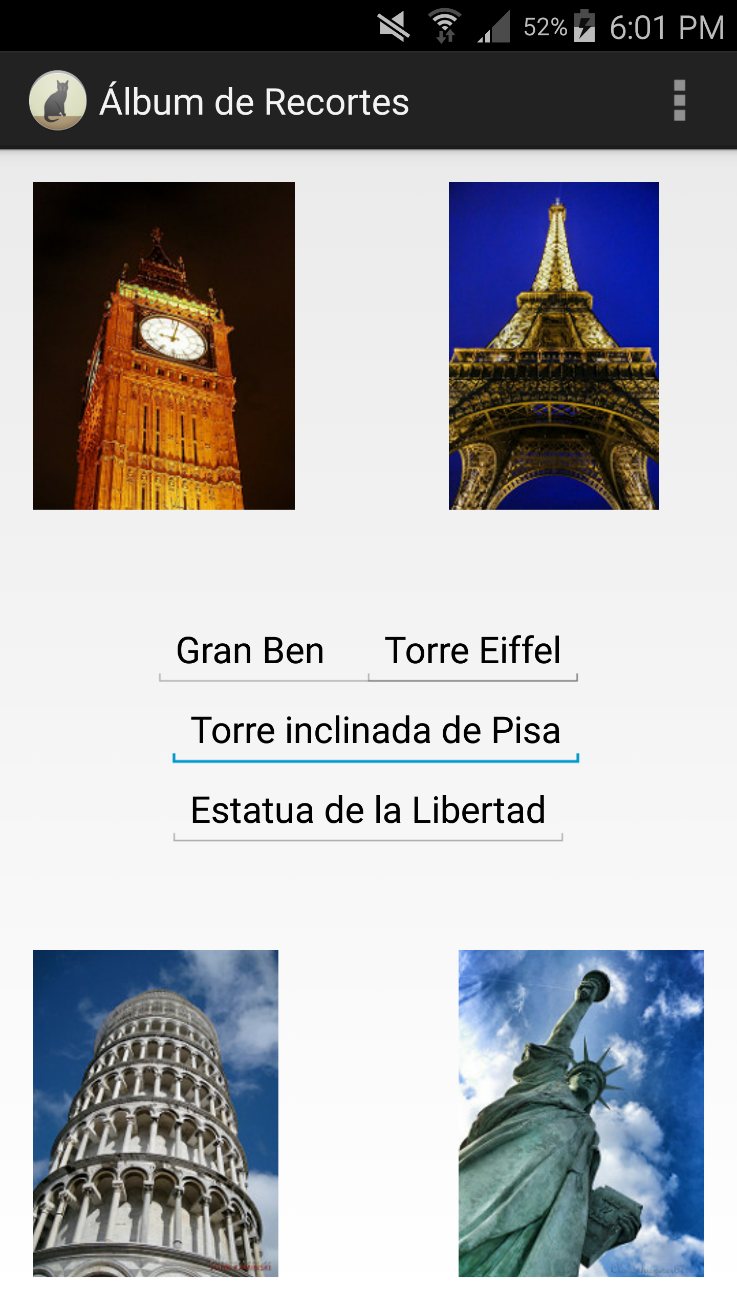 52% 6:01 PM
Álbum de Recortes
Gran Ben Torre Eiffel
Torre inclinada de Pisa
Estatua de la Libertad